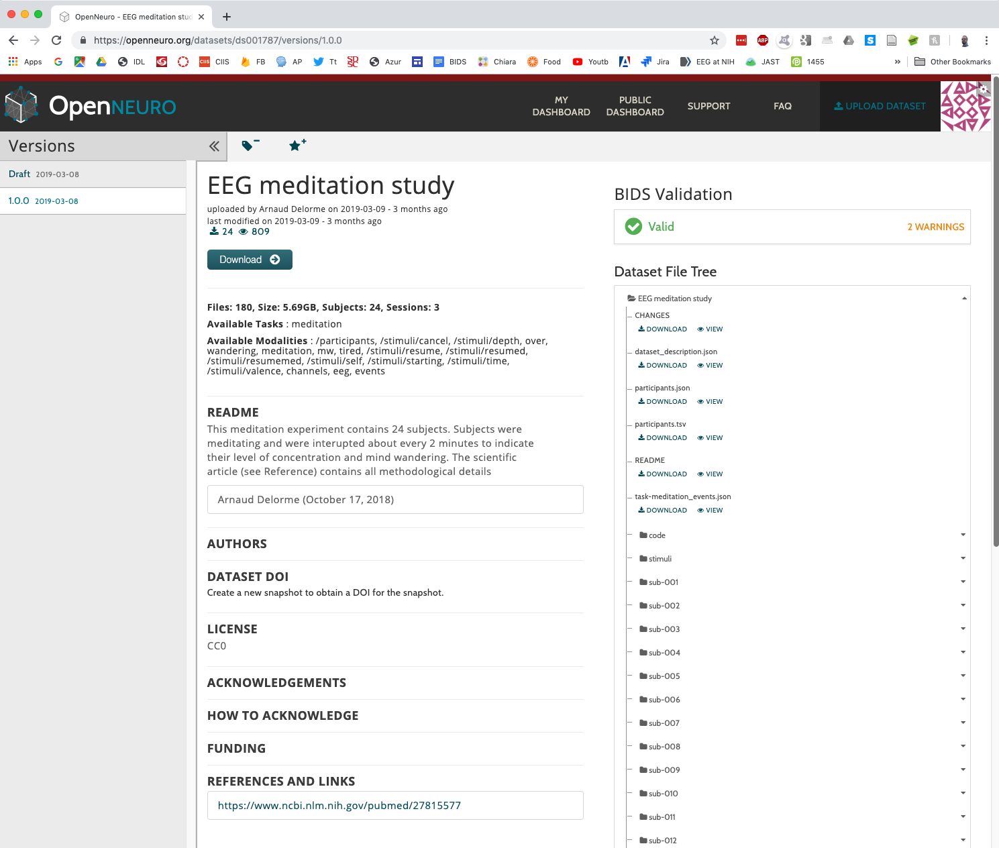 OpenNeuro - EEG meditation stud
https://openneuro.org/datasets/ds001787/versions/1.0.0
ABP
Apps IDL CIIS CIIS FB AP Tt Azur BIDS Chiara Food Youtb Jira EEG at NIH JAST 1455 » Other Bookmarks
OpenNEURO
MY DASHBOARD
PUBLIC DASHBOARD
SUPPORT
FAQ
UPLOAD DATASET
Versions
Draft 2019-03-08
1.0.0 2019-03-08
EEG meditation study
uploaded by Arnaud Delorme on 2019-03-09 - 3 months ago
last modified on 2019-03-09 - 3 months ago
24 809
Download
Files: 180, Size: 5.69GB, Subjects: 24, Sessions: 3
Available Tasks : meditation
Available Modalities : /participants, /stimuli/cancel, /stimuli/depth, over,
wandering, meditation, mw, tired, /stimuli/resume, /stimuli/resumed,
/stimuli/resumemed, /stimuli/self, /stimuli/starting, /stimuli/time,
/stimuli/valence, channels, eeg, events
README
This meditation experiment contains 24 subjects. Subjects were
meditating and were interupted about every 2 minutes to indicate
their level of concentration and mind wandering. The scientific
article (see Reference) contains all methodological details
Arnaud Delorme (October 17, 2018)
AUTHORS
DATASET DOI
Create a new snapshot to obtain a DOI for the snapshot.
LICENSE
CC0
ACKNOWLEDGEMENTS
HOW TO ACKNOWLEDGE
FUNDING
REFERENCES AND LINKS
https://www.ncbi.nlm.nih.gov/pubmed/27815577
BIDS Validation
Valid
2 WARNINGS
Dataset File Tree
EEG meditation study
CHANGES
DOWNLOAD VIEW
dataset_description.json
DOWNLOAD VIEW
participants.json
DOWNLOAD VIEW
participants.tsv
DOWNLOAD VIEW
README
DOWNLOAD VIEW
task-meditation_events.json
DOWNLOAD VIEW
code
stimuli
sub-001
sub-002
sub-003
sub-004
sub-005
sub-006
sub-007
sub-008
sub-009
sub-010
sub-011
sub-012